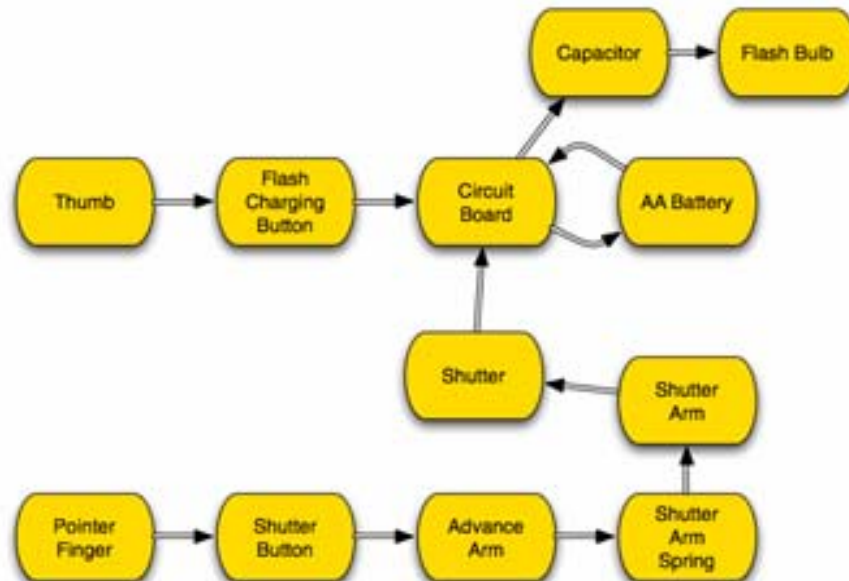 Capacitor
Flash Bulb
Thumb
Flash
Charging
Button
Circuit
Board
AA Battery
Shutter
Shutter
Arm
Pointer
Finger
Shutter
Button
Advance
Arm
Shutter
Arm
Spring